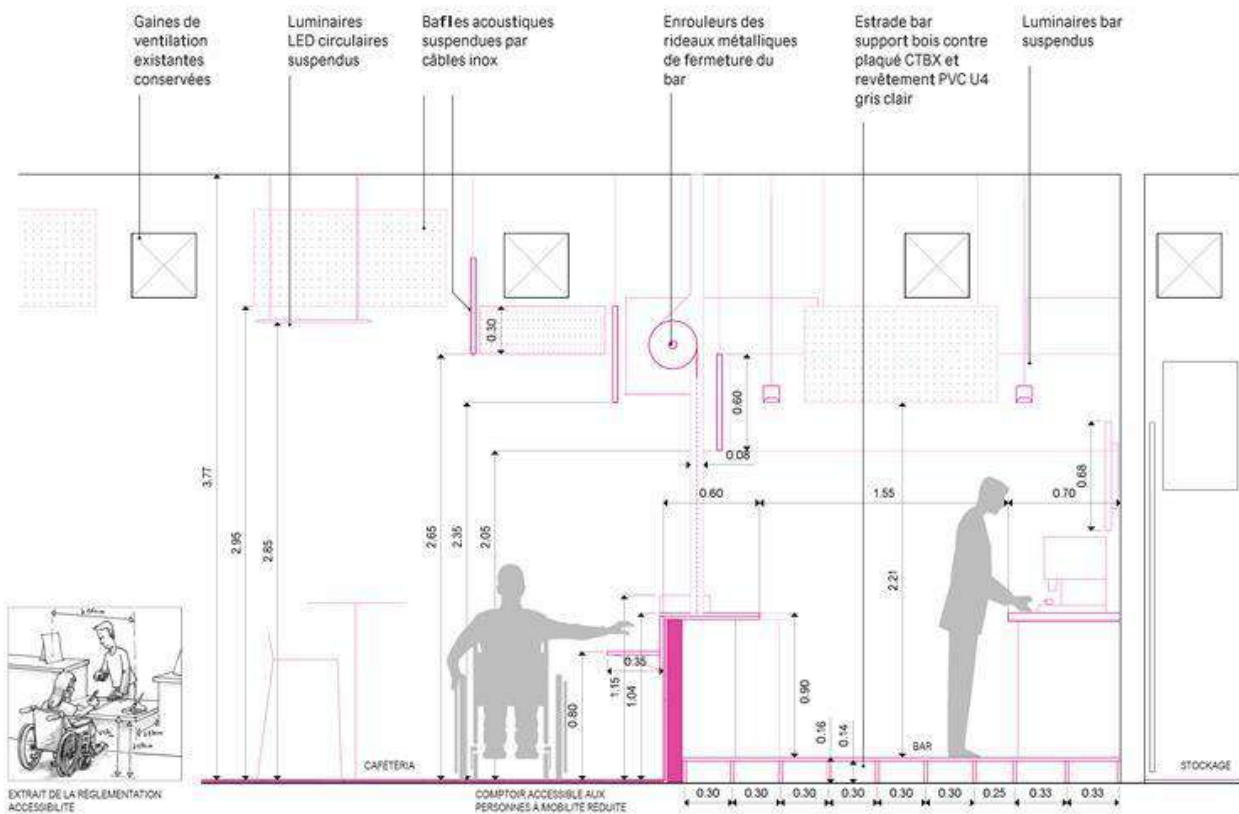 Gaines de
ventilation
existantes
conservées
Luminaires
LED circulaires
suspendus
Bafles acoustiques
suspendues par
câbles inox
Enrouleurs des
rideaux métalliques
de fermeture du
bar
Estrade bar
support bois contre
plaqué CTBX et
revêtement PVC U4
gris clair
Luminaires bar
suspendus
0.30
0.60
0.08
0.68
0.60
1.55
0.70
3.77
2.95
2.85
2.65
2.35
2.05
2.21
0.35
1.15
1.04
0.80
0.90
0.16
0.14
CAFÉTÉRIA
BAR
STOCKAGE
0.30
0.30
0.30
0.30
0.30
0.30
0.25
0.33
0.33
EXTRAIT DE LA RÈGLEMENTATION
ACCESSIBILITÉ
COMPTOIR ACCESSIBLE AUX
PERSONNES À MOBILITÉ RÉDUITE